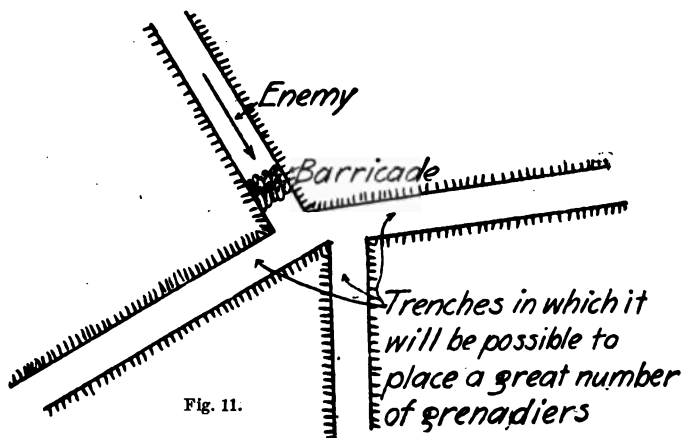 Enemy
Barricade
Trenches in which it
will be possible to
place a great number
of grenadiers
Fig. 11.